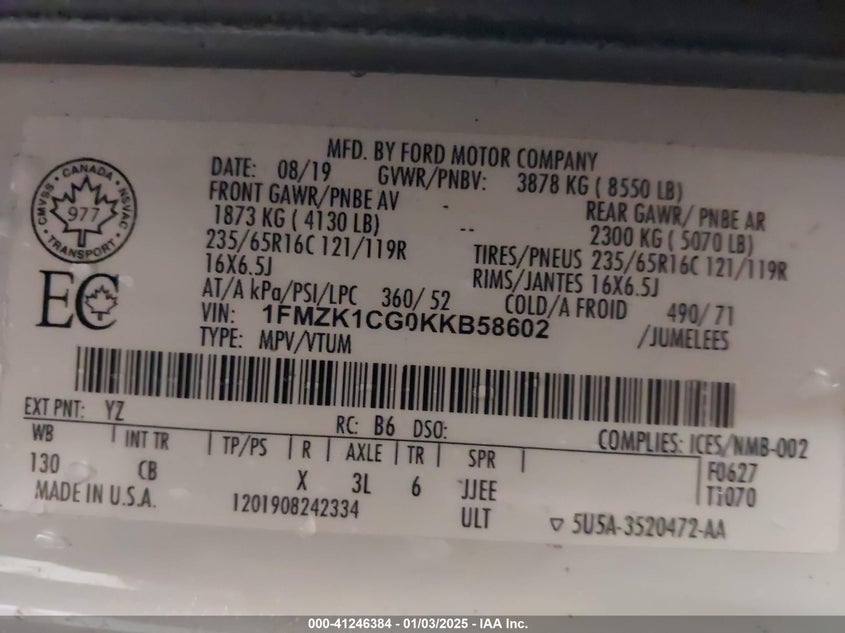 MFD. BY FORD MOTOR COMPANY
DATE: 08/19 GVWR/PNBV: 3878 KG ( 8550 LB)
FRONT GAWR/PNBE AV - REAR GAWR/ PNBE AR
1873 KG ( 4130 LB) -- 2300 KG ( 5070 LB)
235/65R16C 121/119R TIRES/PNEUS 235/65R16C 121/119R
16X6.5J RIMS/JANTES 16X6.5J
AT/A kPa/PSI/LPC 360/ 52 COLD/A FROID 490/ 71
VIN: 1FMZK1CG0KKB58602 /JUMELEES
TYPE: MPV/VTUM
CMVSS · CANADA · NSVAC
977
TRANSPORT
EC
EXT PNT: YZ RC: B6 DSO: COMPLIES: ICES/NMB-002
WB INT TR TP/PS R AXLE TR SPR F0627
130 CB X 3L 6 JJEE T1070
MADE IN U.S.A. 1201908242334 ULT ▽ 5U5A-3520472-AA
000-41246384 - 01/03/2025 - IAA Inc.